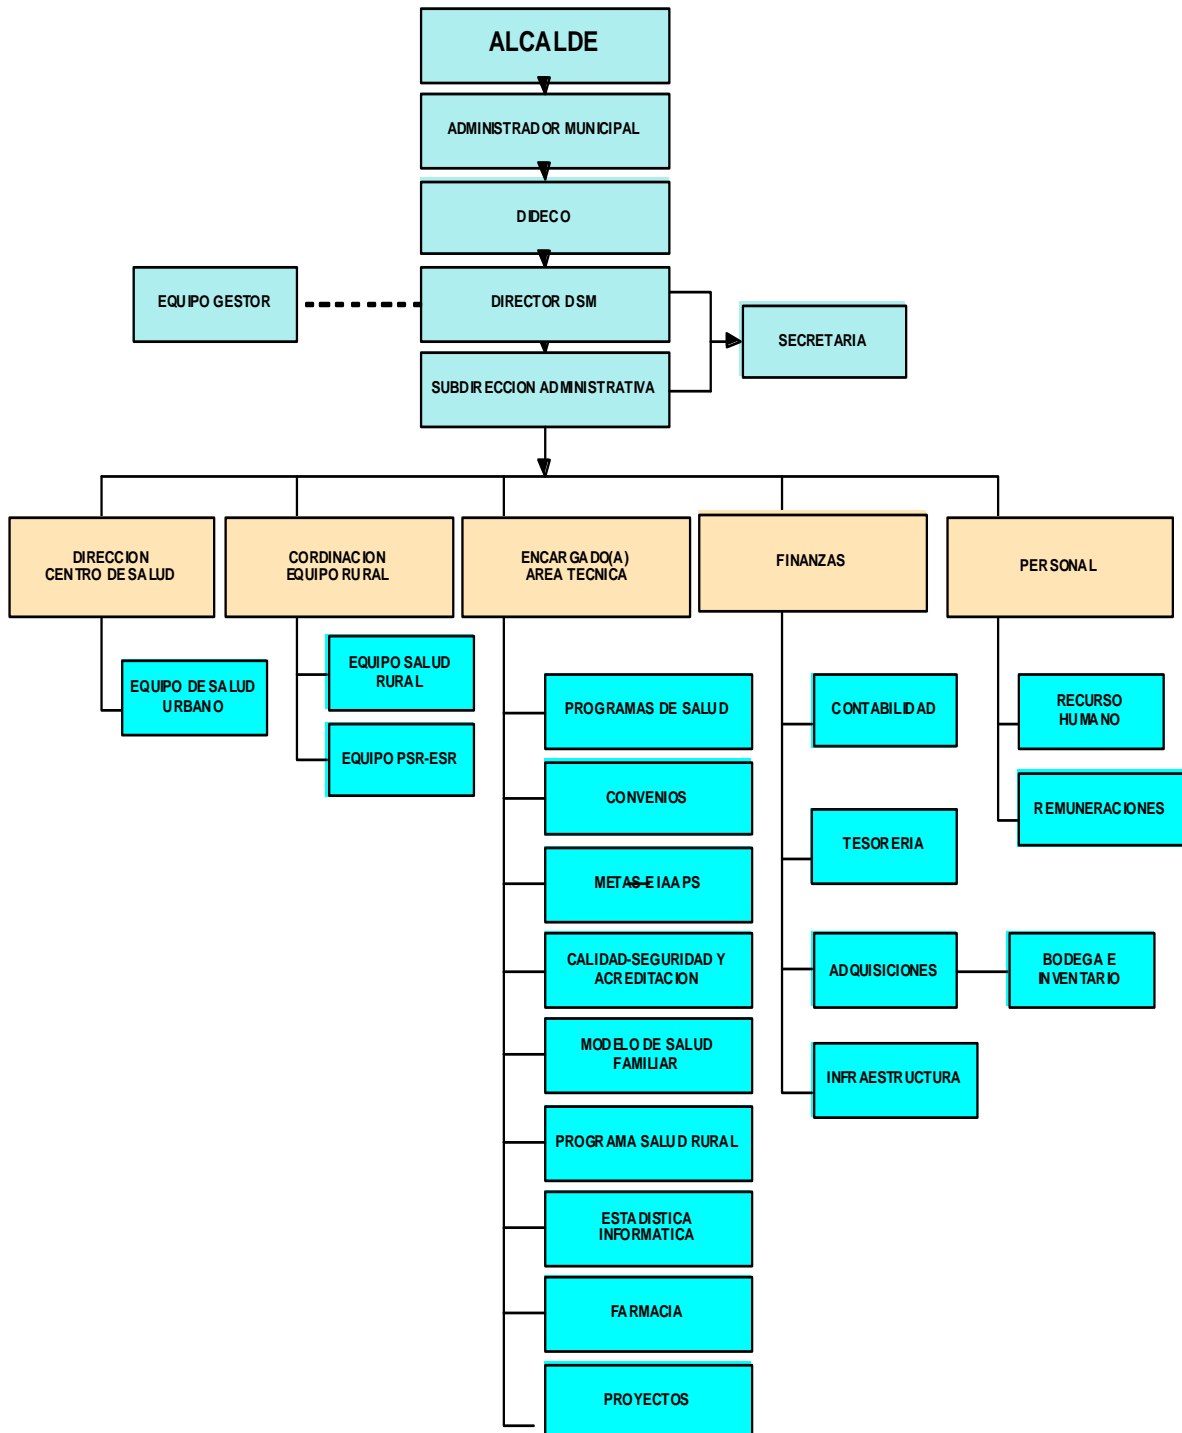 ALCALDE
ADMINISTRADOR MUNICIPAL
DIDECO
EQUIPO GESTOR
DIRECTOR DSM
SECRETARIA
SUBDIRECCION ADMINISTRATIVA
DIRECCION
CENTRO DE SALUD
CORDINACION
EQUIPO RURAL
ENCARGADO(A)
AREA TECNICA
FINANZAS
PERSONAL
EQUIPO DE SALUD
URBANO
EQUIPO SALUD
RURAL
EQUIPO PSR-ESR
PROGRAMAS DE SALUD
CONVENIOS
METAS-E IAAPS
CALIDAD-SEGURIDAD Y
ACREDITACION
MODELO DE SALUD
FAMILIAR
PROGRAMA SALUD RURAL
ESTADISTICA
INFORMATICA
FARMACIA
PROYECTOS
CONTABILIDAD
TESORERIA
ADQUISICIONES
BODEGA E
INVENTARIO
INFRAESTRUCTURA
RECURSO
HUMANO
REMUNERACIONES